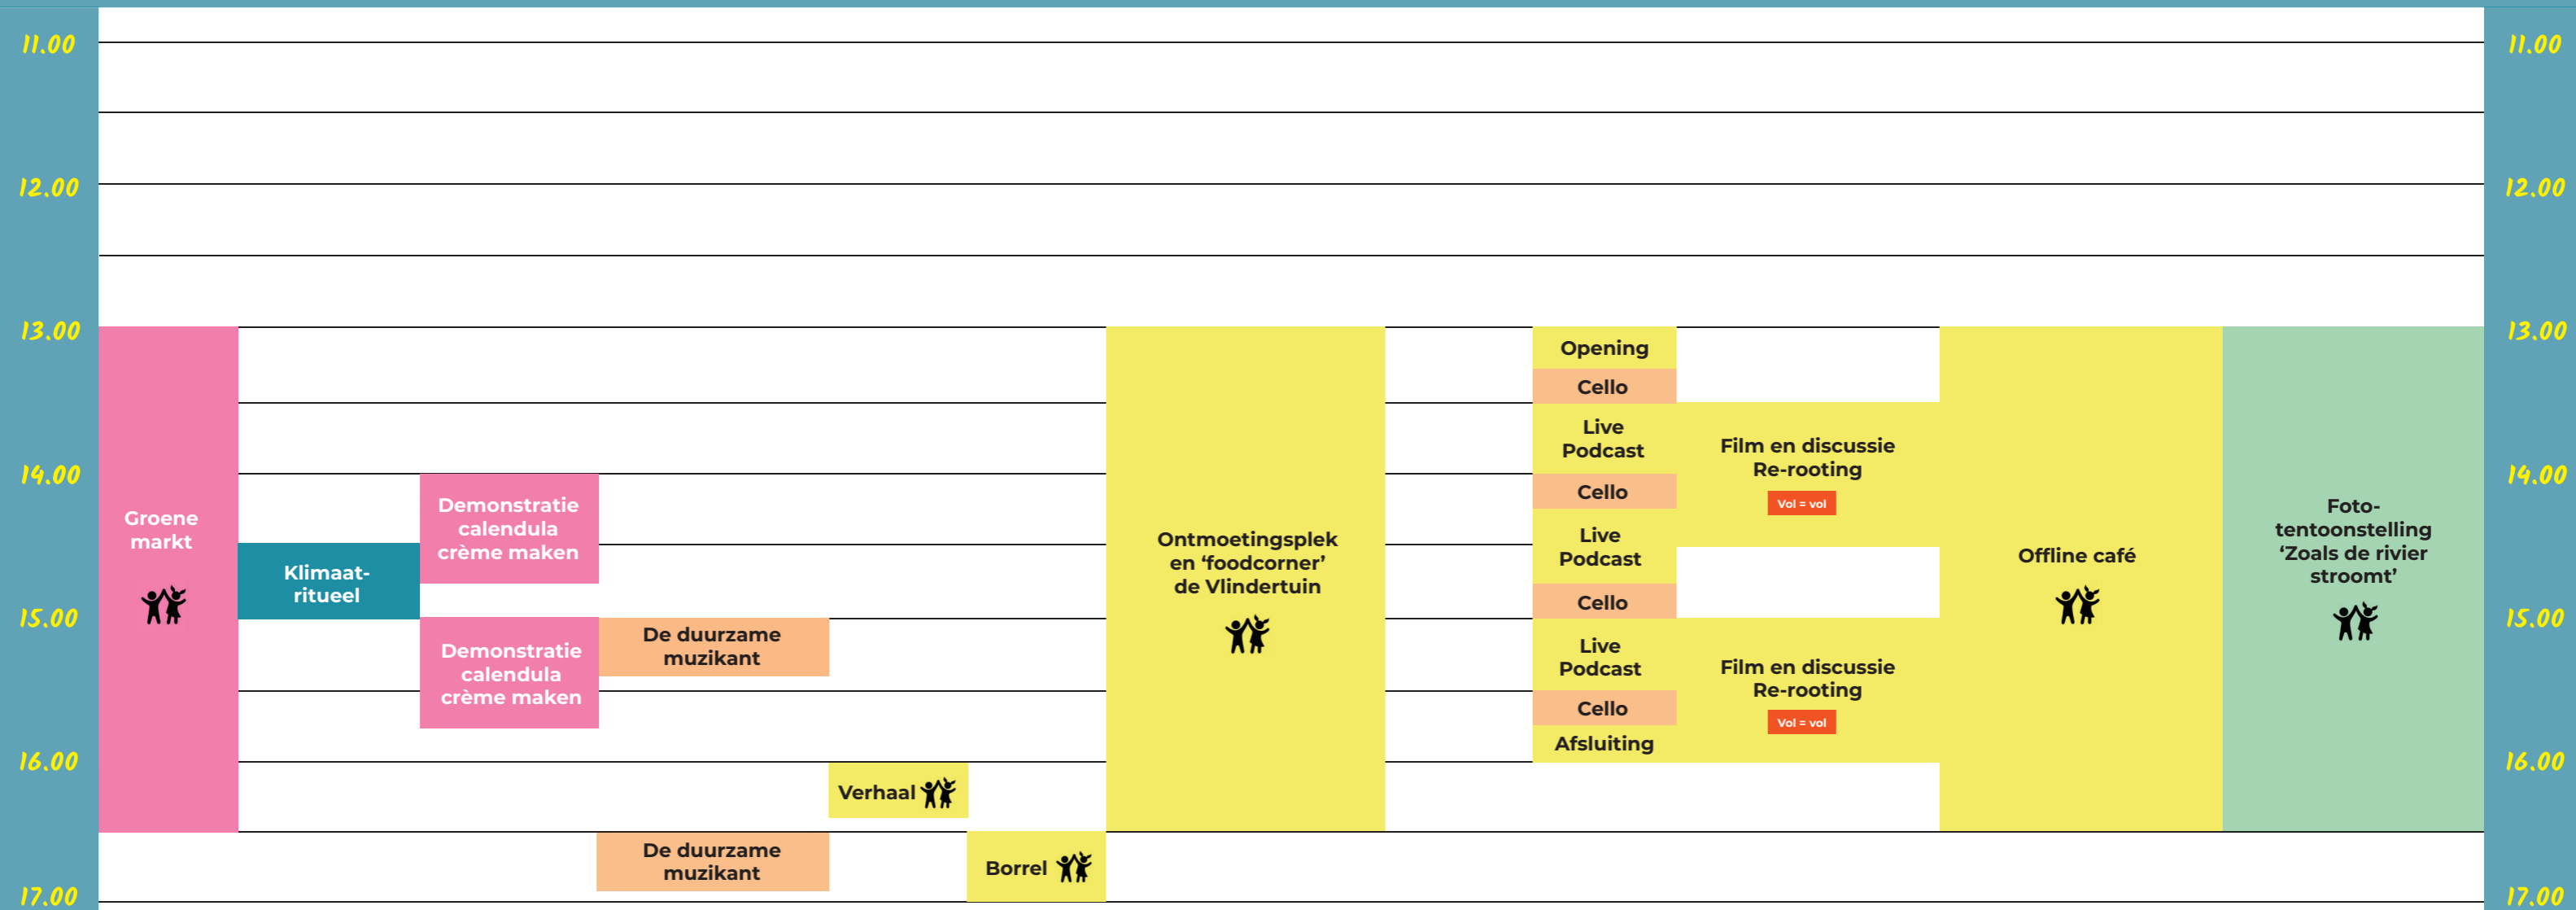 11.00
11.00
12.00
12.00
13.00
13.00
Opening
Cello
Live
Podcast
Film en discussie
Re-rooting
Vol = vol
14.00
14.00
Cello
Demonstratie
calendula
crème maken
Groene
markt
Klimaat-
ritueel
Ontmoetingsplek
en ‘foodcorner’
de Vlindertuin
Live
Podcast
Offline café
Foto-
tentoonstelling
‘Zoals de rivier
stroomt’
Cello
15.00
15.00
Demonstratie
calendula
crème maken
De duurzame
muzikant
Live
Podcast
Film en discussie
Re-rooting
Vol = vol
Cello
Afsluiting
16.00
16.00
Verhaal
De duurzame
muzikant
Borrel
17.00
17.00